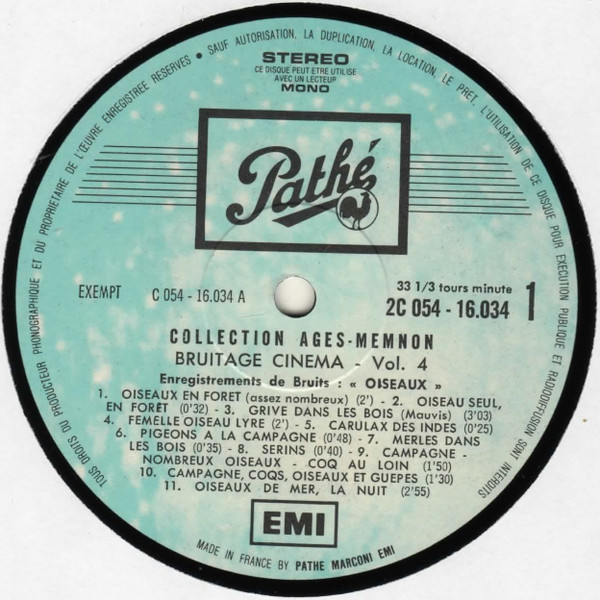 TOUS DROITS DU PRODUCTEUR PHONOGRAPHIQUE ET DU PROPRIETAIRE DE L'ŒUVRE ENREGISTREE RESERVES • SAUF AUTORISATION, LA DUPLICATION, LA LOCATION, LE PRÊT, L'UTILISATION DE CE DISQUE POUR EXECUTION PUBLIQUE ET RADIODIFFUSION SONT INTERDITS
STEREO
CE DISQUE PEUT ETRE UTILISE
AVEC UN LECTEUR
MONO
Pathé
EXEMPT C 054 - 16.034 A
33 1/3 tours minute
2C 054 - 16.034 1
COLLECTION AGES-MEMNON
BRUITAGE CINEMA - Vol. 4
Enregistrements de Bruits : « OISEAUX »
1. OISEAUX EN FORET (assez nombreux) (2') - 2. OISEAU SEUL,
EN FORÊT (0'32) - 3. GRIVE DANS LES BOIS (Mauvis) (3'03)
4. FEMELLE OISEAU LYRE (2') - 5. CARULAX DES INDES (0'25)
6. PIGEONS A LA CAMPAGNE (0'48) - 7. MERLES DANS
LES BOIS (0'35) - 8. SERINS (0'40) - 9. CAMPAGNE -
NOMBREUX OISEAUX - COQ AU LOIN (1'50)
10. CAMPAGNE, COQS, OISEAUX ET GUEPES (1'30)
11. OISEAUX DE MER, LA NUIT (2'55)
EMI
MADE IN FRANCE BY PATHE MARCONI EMI